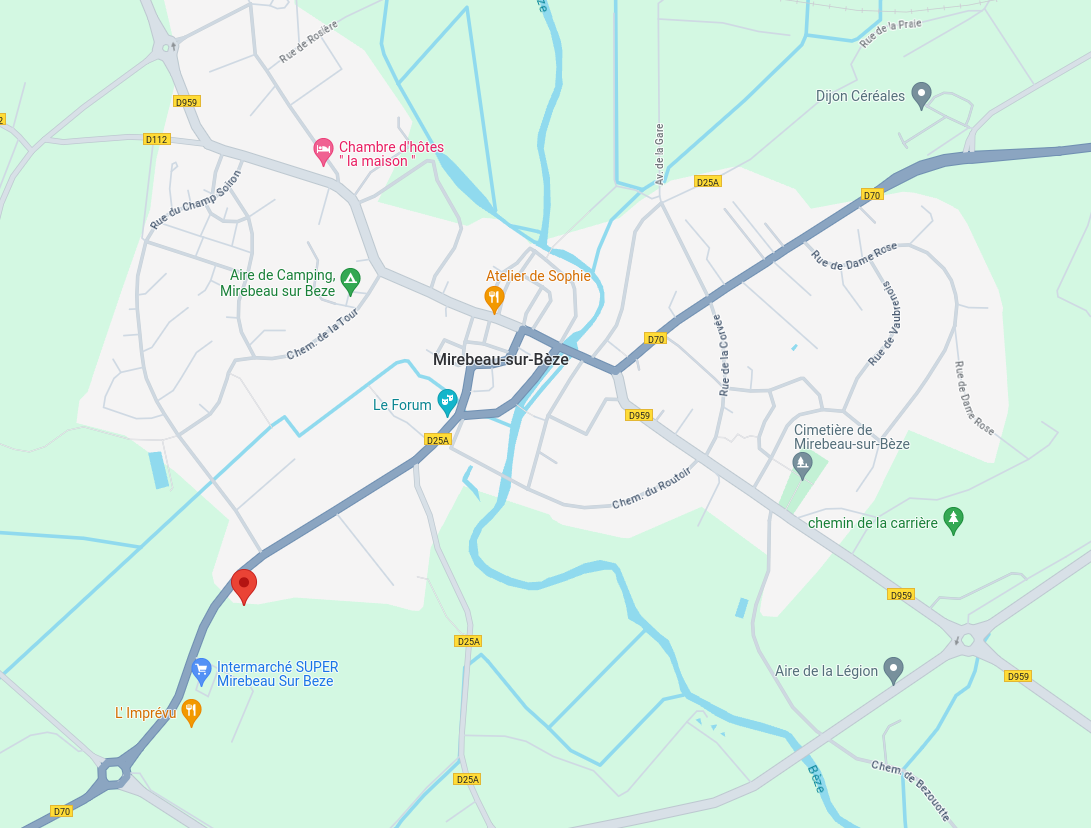 èze
Rue de Rosière
Rue de la Praie
Dijon Céréales
D959
2
D112
Chambre d'hôtes
" la maison "
Av. de la Gare
D25A
D70
Rue du Champ Solton
Rue de Dame Rose
Aire de Camping,
Mirebeau sur Beze
Atelier de Sophie
Rue de Vaubrenois
Chem. de la Tour
Rue de la Corvée
D70
Mirebeau-sur-Bèze
Rue de Dame Rose
Le Forum
D959
D25A
Cimetière de
Mirebeau-sur-Bèze
Chem. du Routoir
chemin de la carrière
D959
D25A
Intermarché SUPER
Mirebeau Sur Beze
Aire de la Légion
D959
L' Imprévu
Bèze
D25A
Chem. de Bezouotte
D70